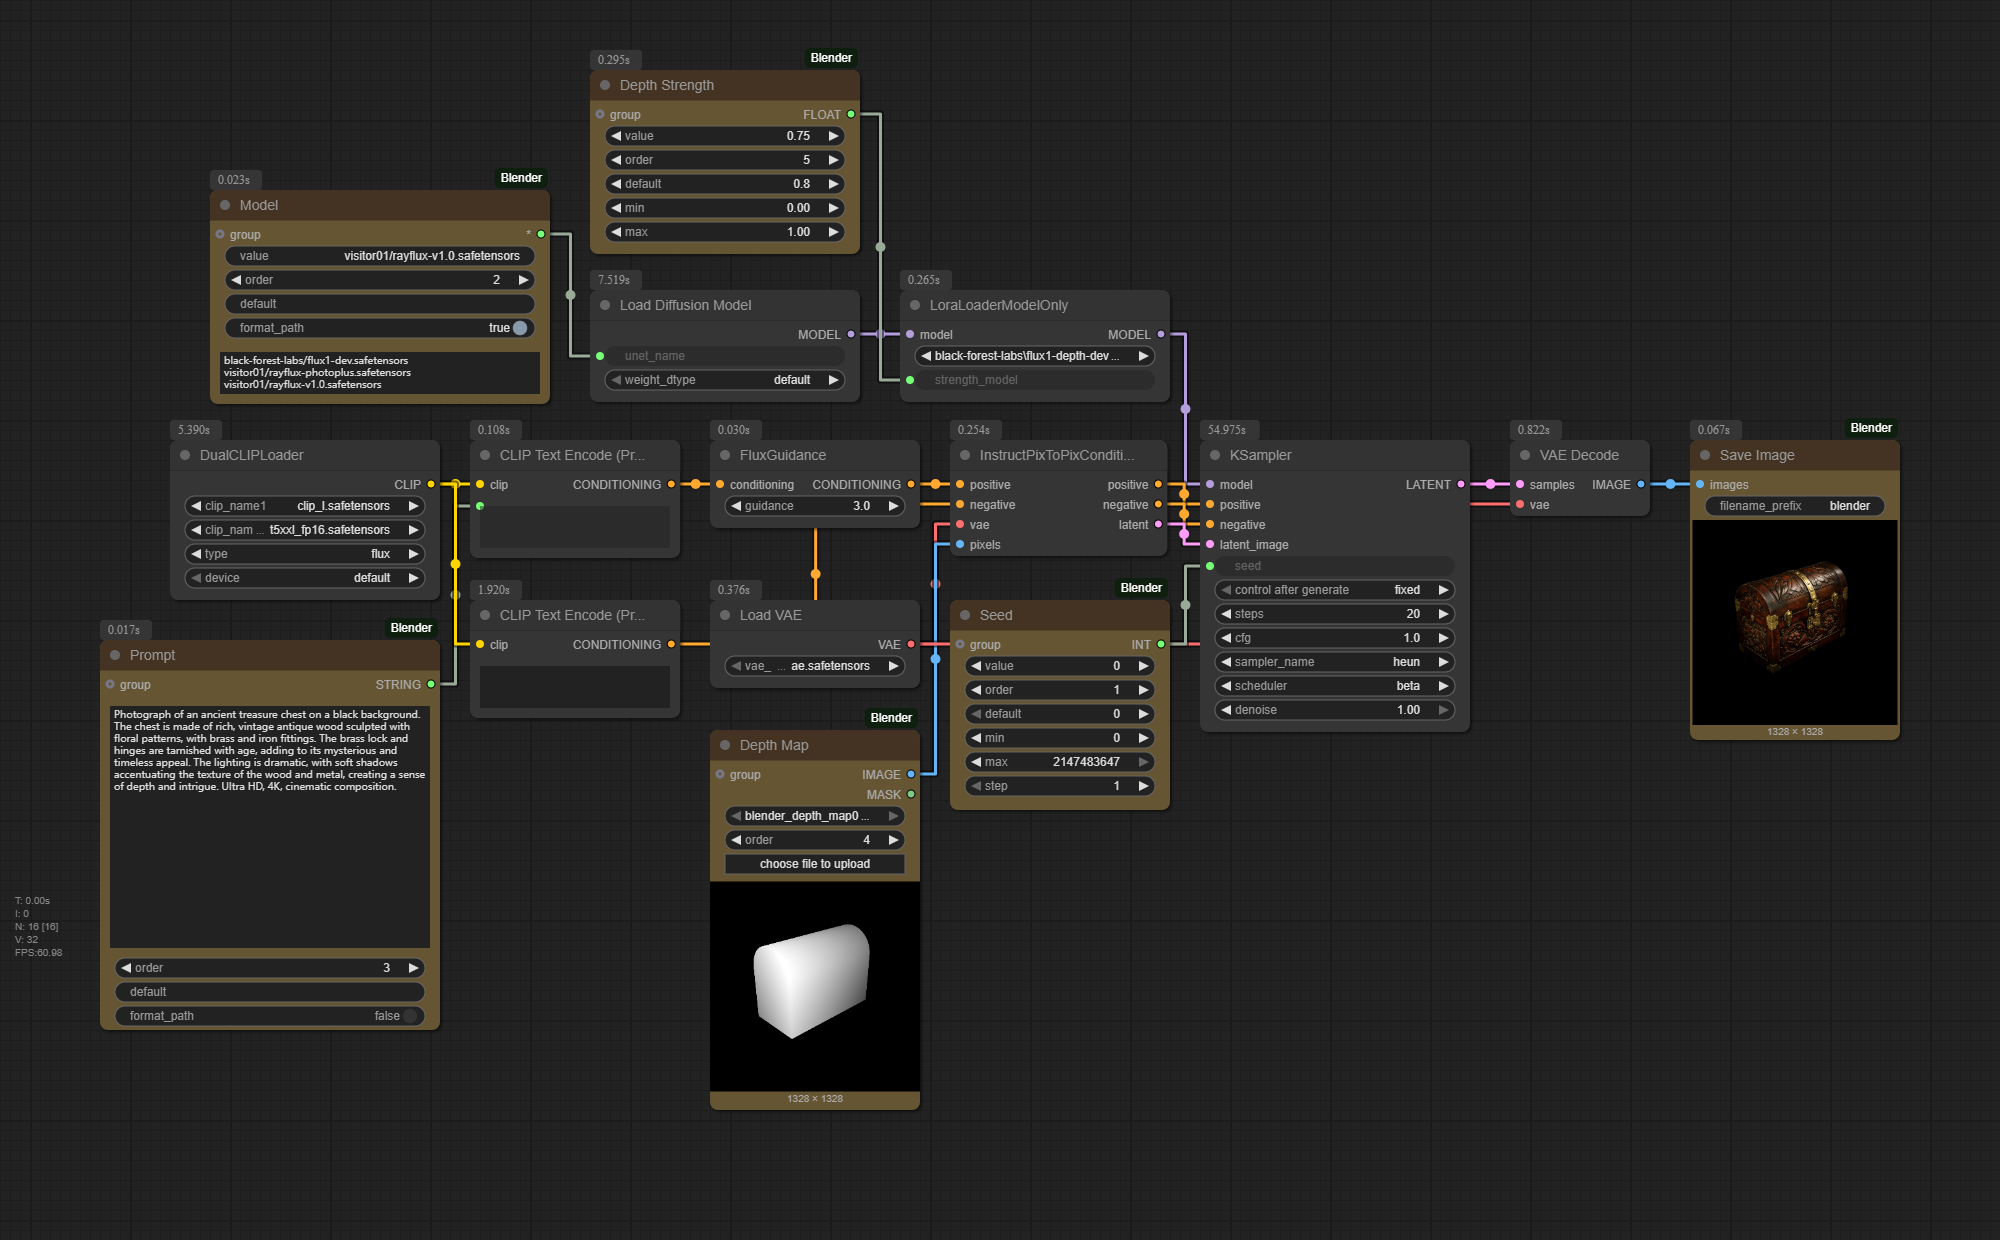 0.295s
Blender
Depth Strength
group FLOAT
value 0.75
order 5
default 0.8
min 0.00
max 1.00
0.023s
Blender
Model
group *
value visitor01/rayflux-v1.0.safetensors
order 2
default
format_path true
black-forest-labs/flux1-dev.safetensors
visitor01/rayflux-photoplus.safetensors
visitor01/rayflux-v1.0.safetensors
7.519s
Load Diffusion Model
MODEL
unet_name
weight_dtype default
0.265s
LoraLoaderModelOnly
model MODEL
black-forest-labs\flux1-depth-dev ...
strength_model
5.390s
DualCLIPLoader
CLIP
clip_name1 clip_l.safetensors
clip_nam ... t5xxl_fp16.safetensors
type flux
device default
0.108s
CLIP Text Encode (Pr...
clip CONDITIONING
0.030s
FluxGuidance
conditioning CONDITIONING
guidance 3.0
0.254s
InstructPixToPixConditi...
positive positive
negative negative
vae latent
pixels
54.975s
KSampler
model LATENT
positive
negative
latent_image
seed
control after generate fixed
steps 20
cfg 1.0
sampler_name heun
scheduler beta
denoise 1.00
0.822s
VAE Decode
samples IMAGE
vae
0.067s
Blender
Save Image
images
filename_prefix blender
1328 × 1328
1.920s
CLIP Text Encode (Pr...
clip CONDITIONING
0.376s
Load VAE
VAE
vae_ ... ae.safetensors
Blender
Seed
group INT
value 0
order 1
default 0
min 0
max 2147483647
step 1
0.017s
Blender
Prompt
group STRING
Photograph of an ancient treasure chest on a black background.
The chest is made of rich, vintage antique wood sculpted with
floral patterns, with brass and iron fittings. The brass lock and
hinges are tarnished with age, adding to its mysterious and
timeless appeal. The lighting is dramatic, with soft shadows
accentuating the texture of the wood and metal, creating a sense
of depth and intrigue. Ultra HD, 4K, cinematic composition.
order 3
default
format_path false
Blender
Depth Map
group IMAGE
MASK
blender_depth_map0 ...
order 4
choose file to upload
1328 × 1328
T: 0.00s
I: 0
N: 16 [16]
V: 32
FPS:60.98